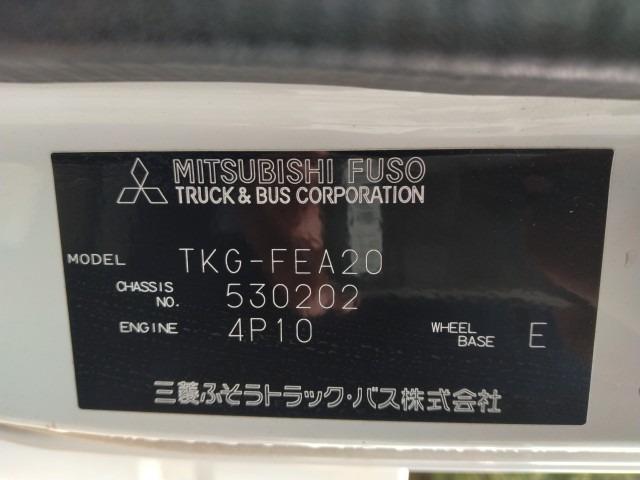 MITSUBISHI FUSO
TRUCK & BUS CORPORATION
MODEL TKG-FEA20
CHASSIS NO. 530202
ENGINE 4P10 WHEEL BASE E
三菱ふそうトラック・バス株式会社